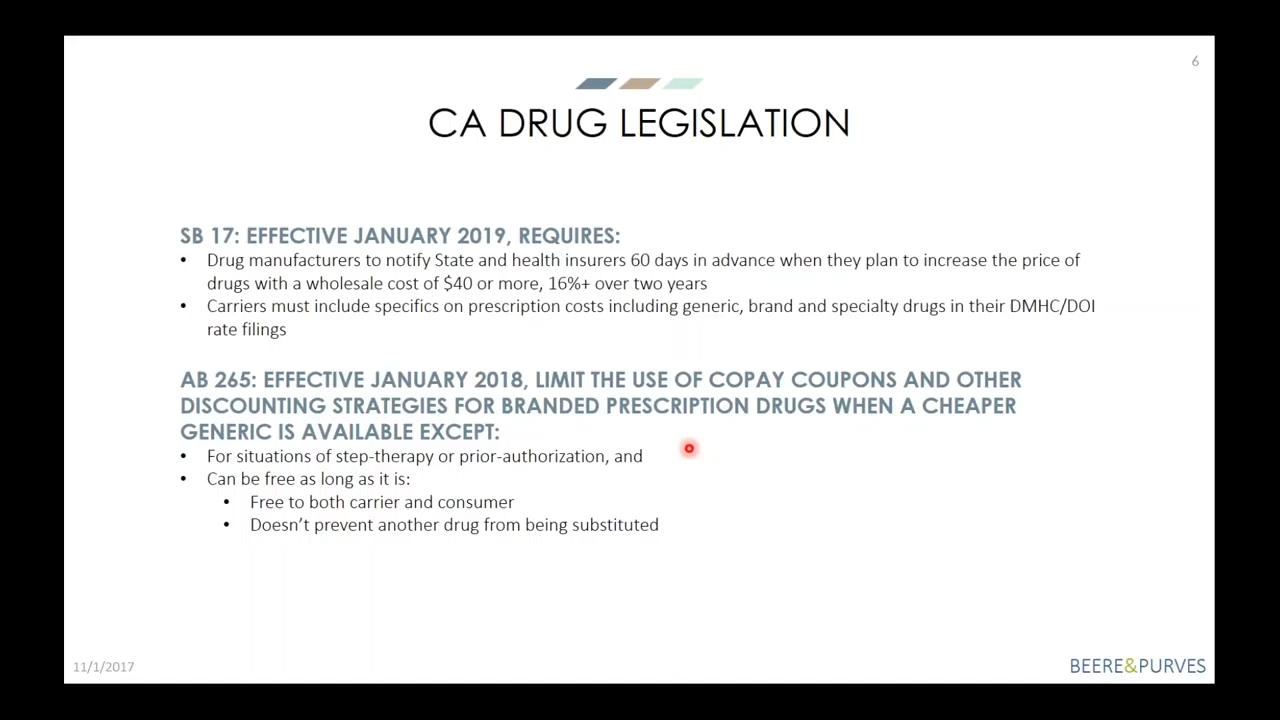 6
CA DRUG LEGISLATION
SB 17: EFFECTIVE JANUARY 2019, REQUIRES:
• Drug manufacturers to notify State and health insurers 60 days in advance when they plan to increase the price of
drugs with a wholesale cost of $40 or more, 16%+ over two years
• Carriers must include specifics on prescription costs including generic, brand and specialty drugs in their DMHC/DOI
rate filings
AB 265: EFFECTIVE JANUARY 2018, LIMIT THE USE OF COPAY COUPONS AND OTHER
DISCOUNTING STRATEGIES FOR BRANDED PRESCRIPTION DRUGS WHEN A CHEAPER
GENERIC IS AVAILABLE EXCEPT:
• For situations of step-therapy or prior-authorization, and
• Can be free as long as it is:
• Free to both carrier and consumer
• Doesn't prevent another drug from being substituted
11/1/2017
BEERE&PURVES